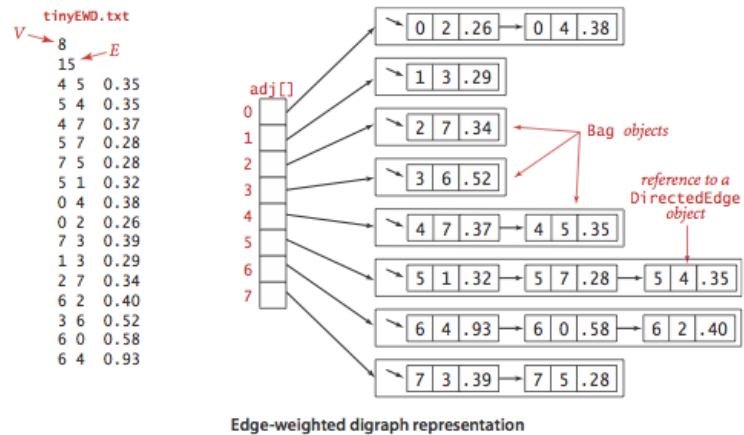 tinyEWD.txt
V
8
15
E
4 5 0.35
5 4 0.35
4 7 0.37
5 7 0.28
7 5 0.28
5 1 0.32
0 4 0.38
0 2 0.26
7 3 0.39
1 3 0.29
2 7 0.34
6 2 0.40
3 6 0.52
6 0 0.58
6 4 0.93
adj[]
0
1
2
3
4
5
6
7
0 2 .26 0 4 .38
1 3 .29
2 7 .34
Bag objects
3 6 .52
reference to a
DirectedEdge
object
4 7 .37 4 5 .35
5 1 .32 5 7 .28 5 4 .35
6 4 .93 6 0 .58 6 2 .40
7 3 .39 7 5 .28
Edge-weighted digraph representation